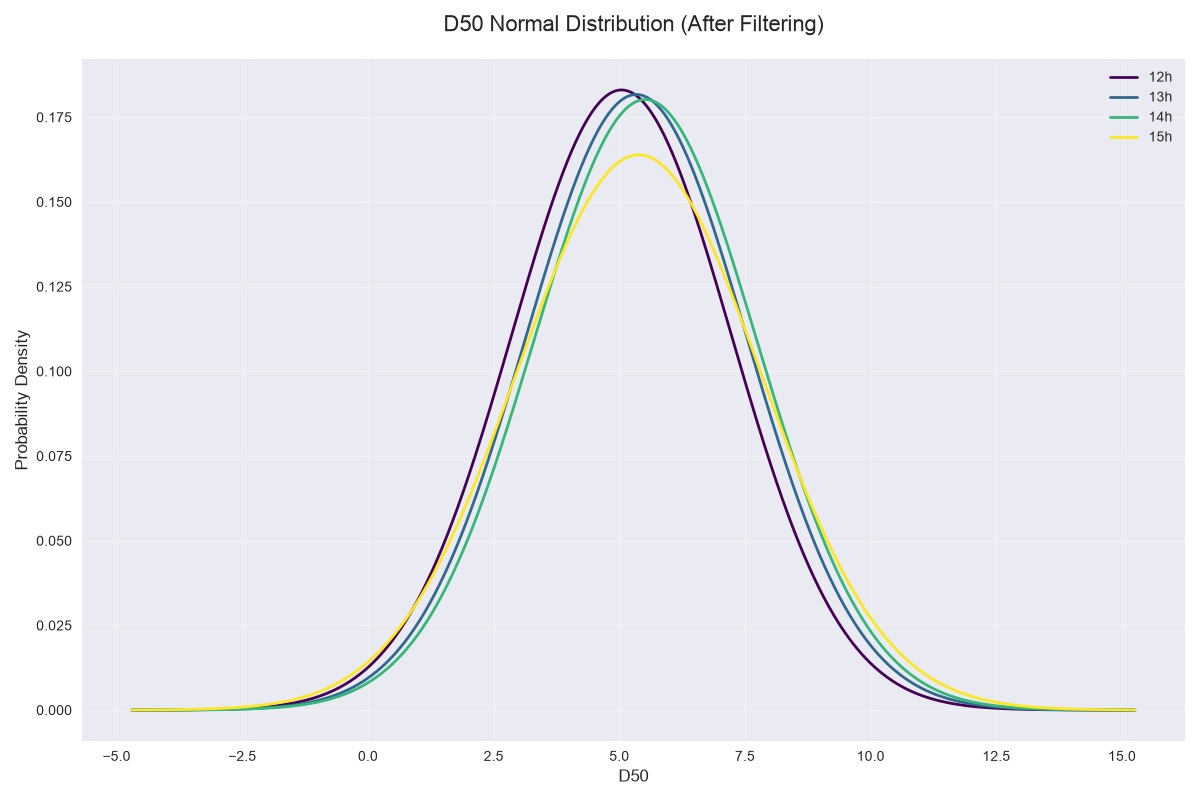 D50 Normal Distribution (After Filtering)
12h
13h
14h
15h
0.175
0.150
0.125
0.100
0.075
0.050
0.025
0.000
Probability Density
−5.0 −2.5 0.0 2.5 5.0 7.5 10.0 12.5 15.0
D50